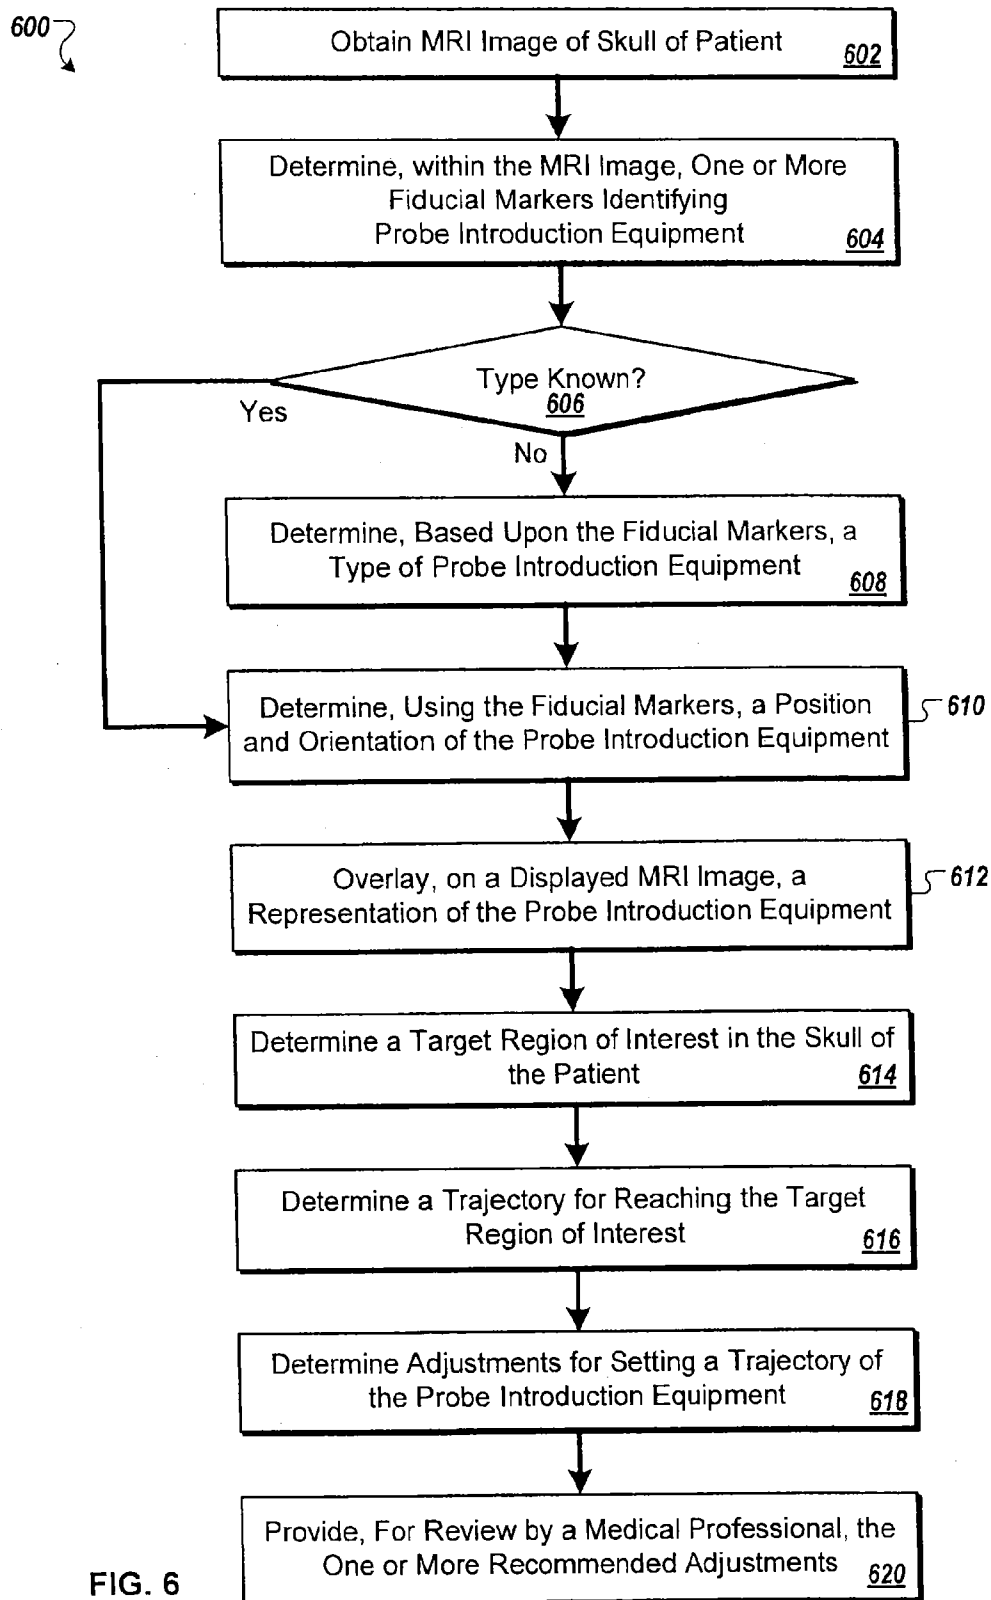 600
Obtain MRI Image of Skull of Patient
602
Determine, within the MRI Image, One or More
Fiducial Markers Identifying
Probe Introduction Equipment
604
Type Known?
606
Yes
No
Determine, Based Upon the Fiducial Markers, a
Type of Probe Introduction Equipment
608
Determine, Using the Fiducial Markers, a Position
and Orientation of the Probe Introduction Equipment
610
Overlay, on a Displayed MRI Image, a
Representation of the Probe Introduction Equipment
612
Determine a Target Region of Interest in the Skull of
the Patient
614
Determine a Trajectory for Reaching the Target
Region of Interest
616
Determine Adjustments for Setting a Trajectory of
the Probe Introduction Equipment
618
Provide, For Review by a Medical Professional, the
One or More Recommended Adjustments
620
FIG. 6